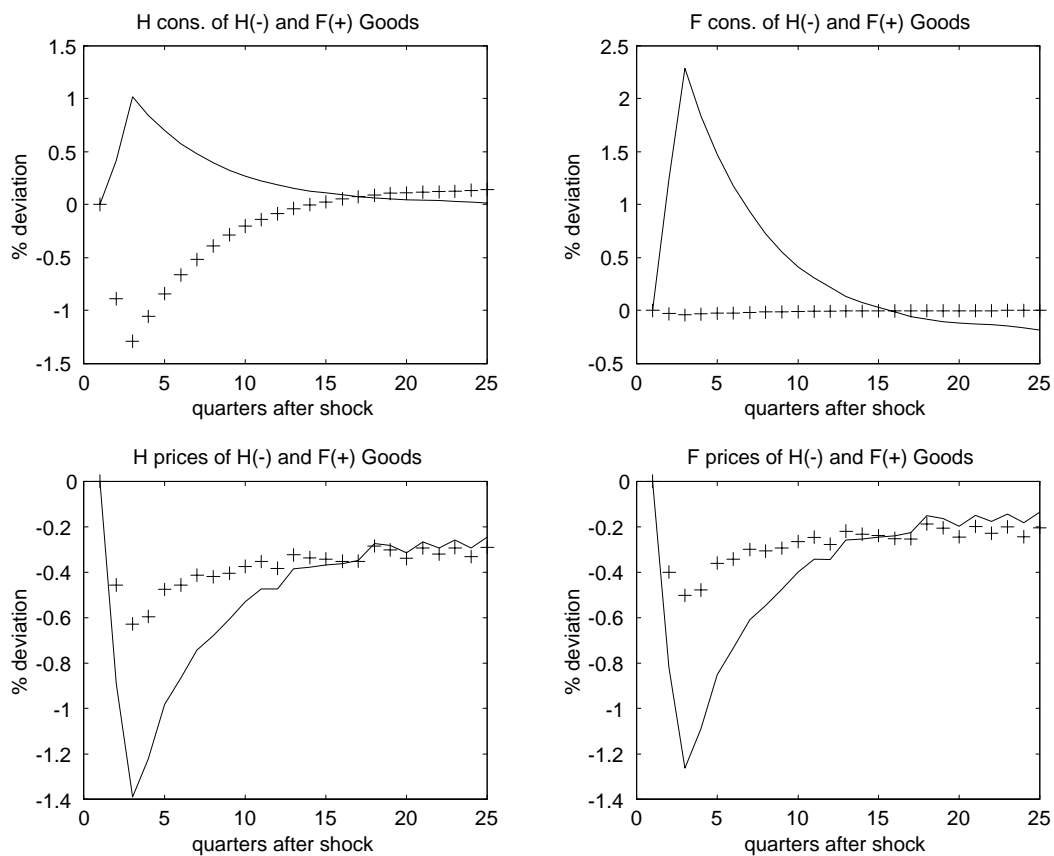 H cons. of H(-) and F(+) Goods
1.5
1
0.5
0
-0.5
-1
-1.5
% deviation
0 5 10 15 20 25
quarters after shock
F cons. of H(-) and F(+) Goods
2.5
2
1.5
1
0.5
0
-0.5
% deviation
0 5 10 15 20 25
quarters after shock
H prices of H(-) and F(+) Goods
0
-0.2
-0.4
-0.6
-0.8
-1
-1.2
-1.4
% deviation
0 5 10 15 20 25
quarters after shock
F prices of H(-) and F(+) Goods
0
-0.2
-0.4
-0.6
-0.8
-1
-1.2
-1.4
% deviation
0 5 10 15 20 25
quarters after shock